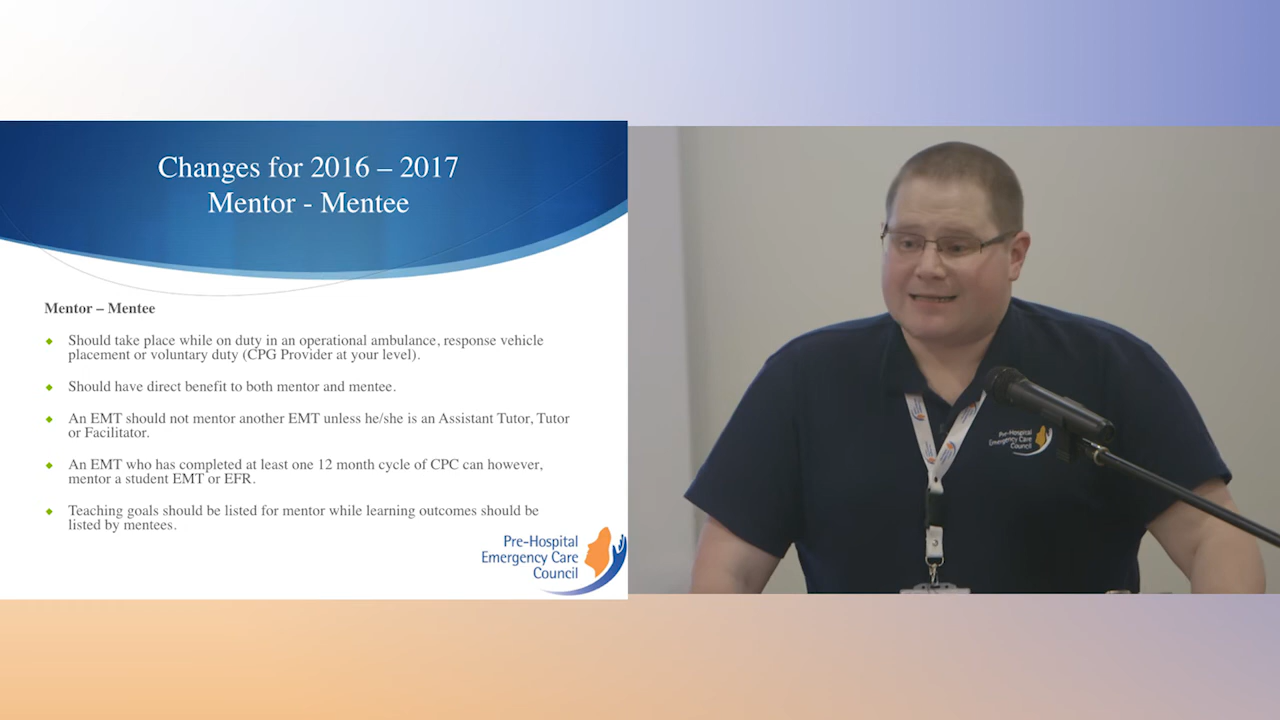 Changes for 2016 – 2017
Mentor - Mentee
Mentor – Mentee
Should take place while on duty in an operational ambulance, response vehicle
placement or voluntary duty (CPG Provider at your level).
Should have direct benefit to both mentor and mentee.
An EMT should not mentor another EMT unless he/she is an Assistant Tutor, Tutor
or Facilitator.
An EMT who has completed at least one 12 month cycle of CPC can however,
mentor a student EMT or EFR.
Teaching goals should be listed for mentor while learning outcomes should be
listed by mentees.
Pre-Hospital
Emergency Care
Council
Pre-Hospital
Emergency Care
Council